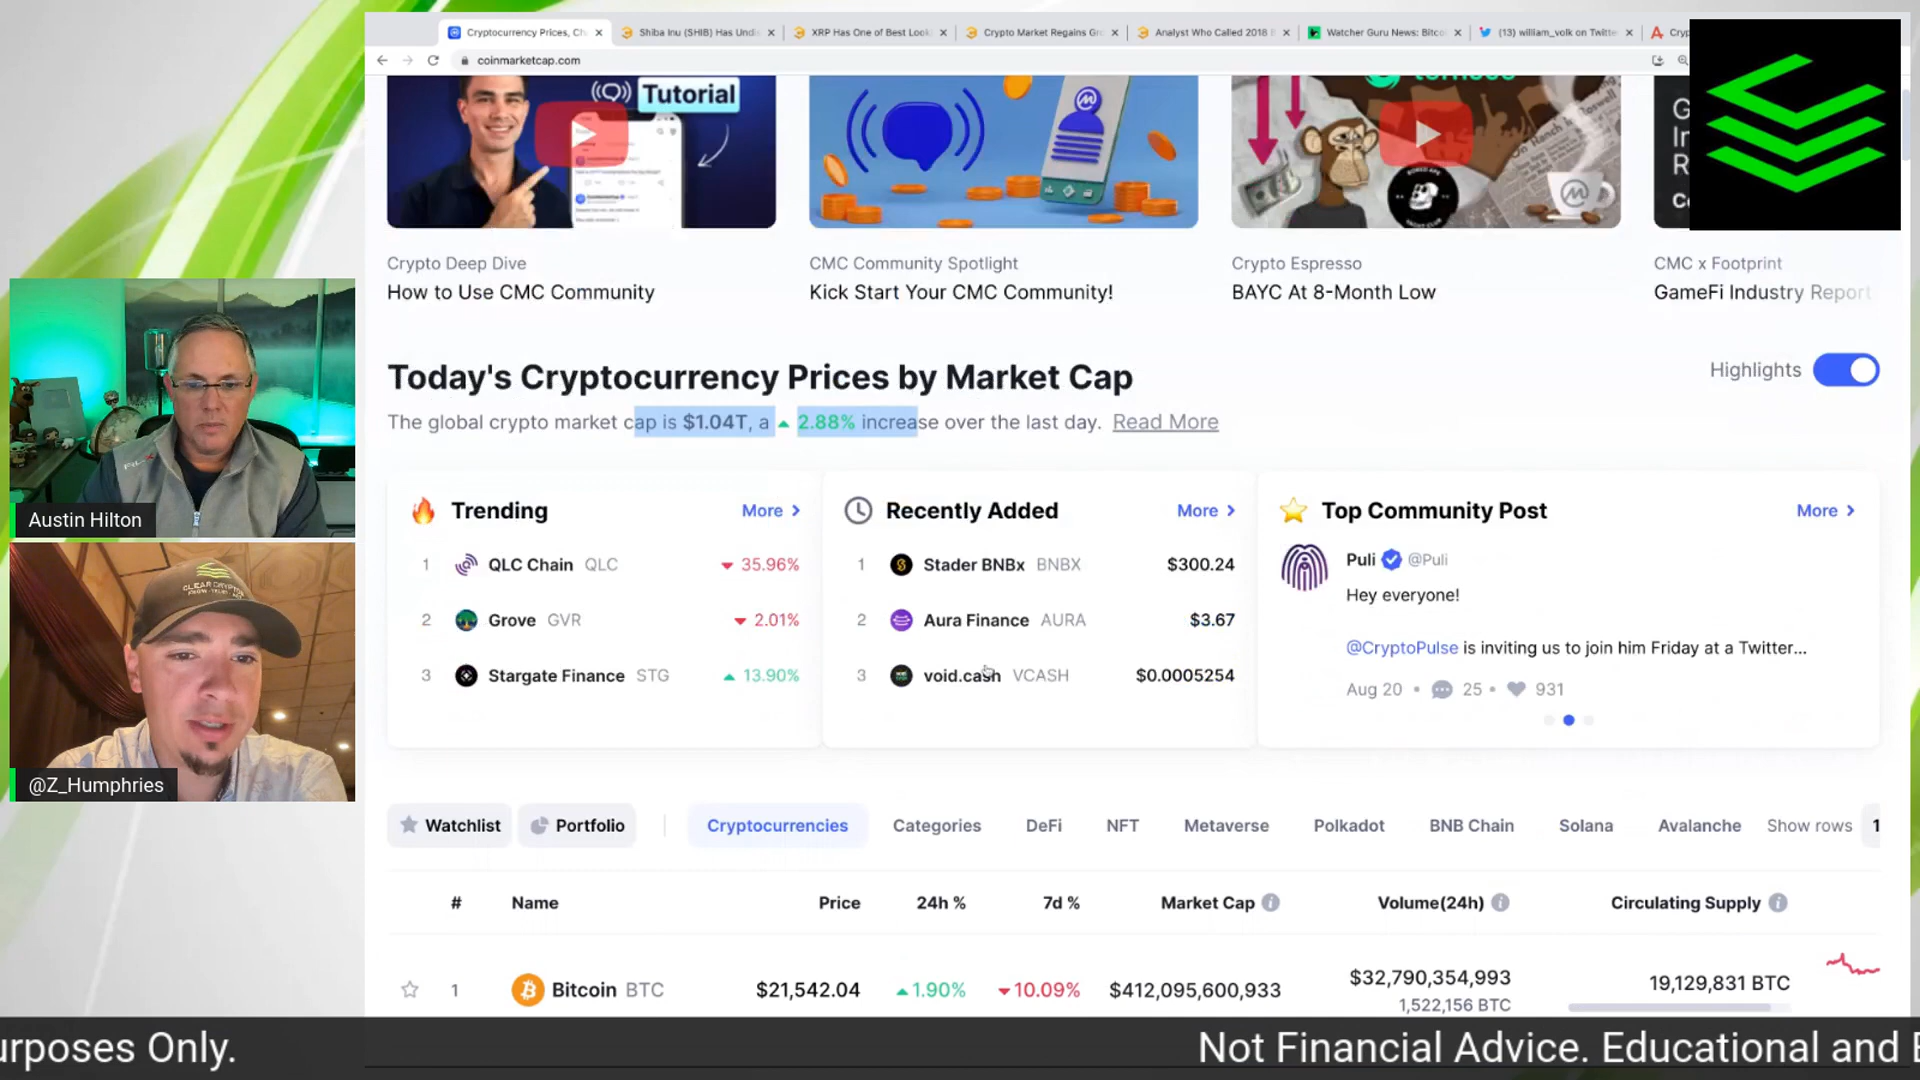 Cryptocurrency Prices, Ch
Shiba Inu (SHIB) Has Und
XRP Has One of Best Look
Crypto Market Regains Gr
Analyst Who Called 2018 B
Watcher Guru News: Bitco
(13) william_volk on Twitte
Cryp
coinmarketcap.com
Tutorial
Crypto Deep Dive
How to Use CMC Community
CMC Community Spotlight
Kick Start Your CMC Community!
Crypto Espresso
BAYC At 8-Month Low
CMC x Footprint
GameFi Industry Report
Today's Cryptocurrency Prices by Market Cap
Highlights
The global crypto market cap is $1.04T, a 2.88% increase over the last day. Read More
Trending
More
1 QLC Chain QLC 35.96%
2 Grove GVR 2.01%
3 Stargate Finance STG 13.90%
Recently Added
More
1 Stader BNBx BNBX $300.24
2 Aura Finance AURA $3.67
3 void.cash VCASH $0.0005254
Top Community Post
More
Puli @Puli
Hey everyone!
@CryptoPulse is inviting us to join him Friday at a Twitter...
Aug 20 • 25 • 931
Watchlist
Portfolio
Cryptocurrencies
Categories
DeFi
NFT
Metaverse
Polkadot
BNB Chain
Solana
Avalanche
Show rows
1
# Name Price 24h % 7d % Market Cap Volume(24h) Circulating Supply
1 Bitcoin BTC $21,542.04 1.90% 10.09% $412,095,600,933 $32,790,354,993 19,129,831 BTC
1,522,156 BTC
Austin Hilton
CLEAR CRYPTO
@Z_Humphries
urposes Only.
Not Financial Advice. Educational and E